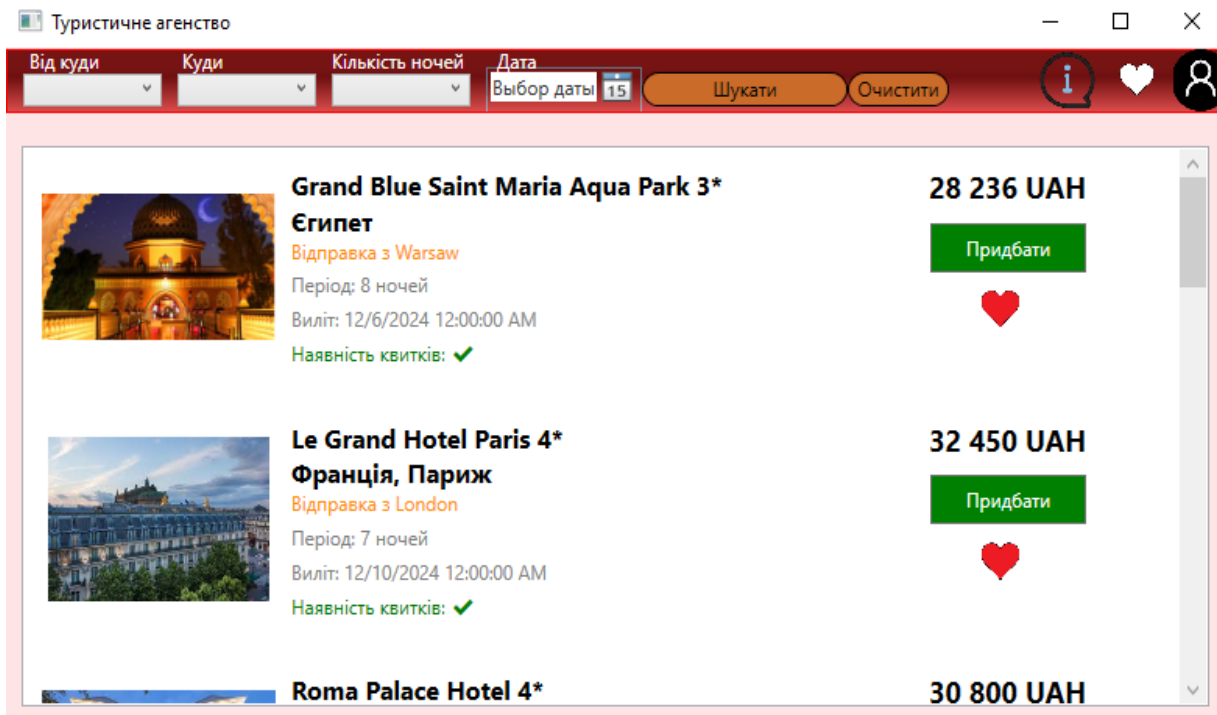 Туристичне агенство
Від куди Куди Кількість ночей Дата
Выбор даты 15 Шукати Очистити
i
Grand Blue Saint Maria Aqua Park 3* 28 236 UAH
Єгипет
Придбати
Відправка з Warsaw
Період: 8 ночей
Виліт: 12/6/2024 12:00:00 AM
Наявність квитків: ✔
Le Grand Hotel Paris 4* 32 450 UAH
Франція, Париж
Придбати
Відправка з London
Період: 7 ночей
Виліт: 12/10/2024 12:00:00 AM
Наявність квитків: ✔
Roma Palace Hotel 4* 30 800 UAH